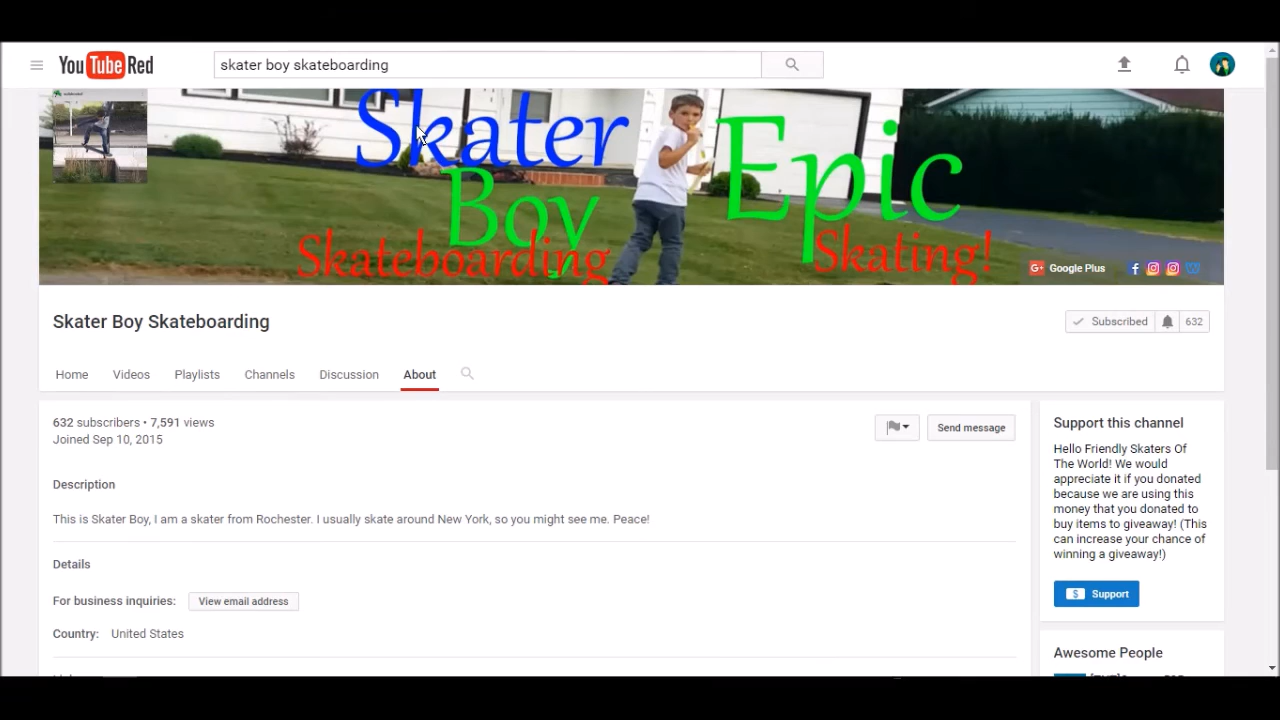 YouTube Red
skater boy skateboarding
Skater
Boy
Skateboarding
Epic
Skating!
Google Plus
Skater Boy Skateboarding
Subscribed 632
Home Videos Playlists Channels Discussion About
632 subscribers • 7,591 views
Joined Sep 10, 2015
Send message
Description
This is Skater Boy, I am a skater from Rochester. I usually skate around New York, so you might see me. Peace!
Details
For business inquiries: View email address
Country: United States
Support this channel
Hello Friendly Skaters Of
The World! We would
appreciate it if you donated
because we are using this
money that you donated to
buy items to giveaway! (This
can increase your chance of
winning a giveaway!)
$ Support
Awesome People